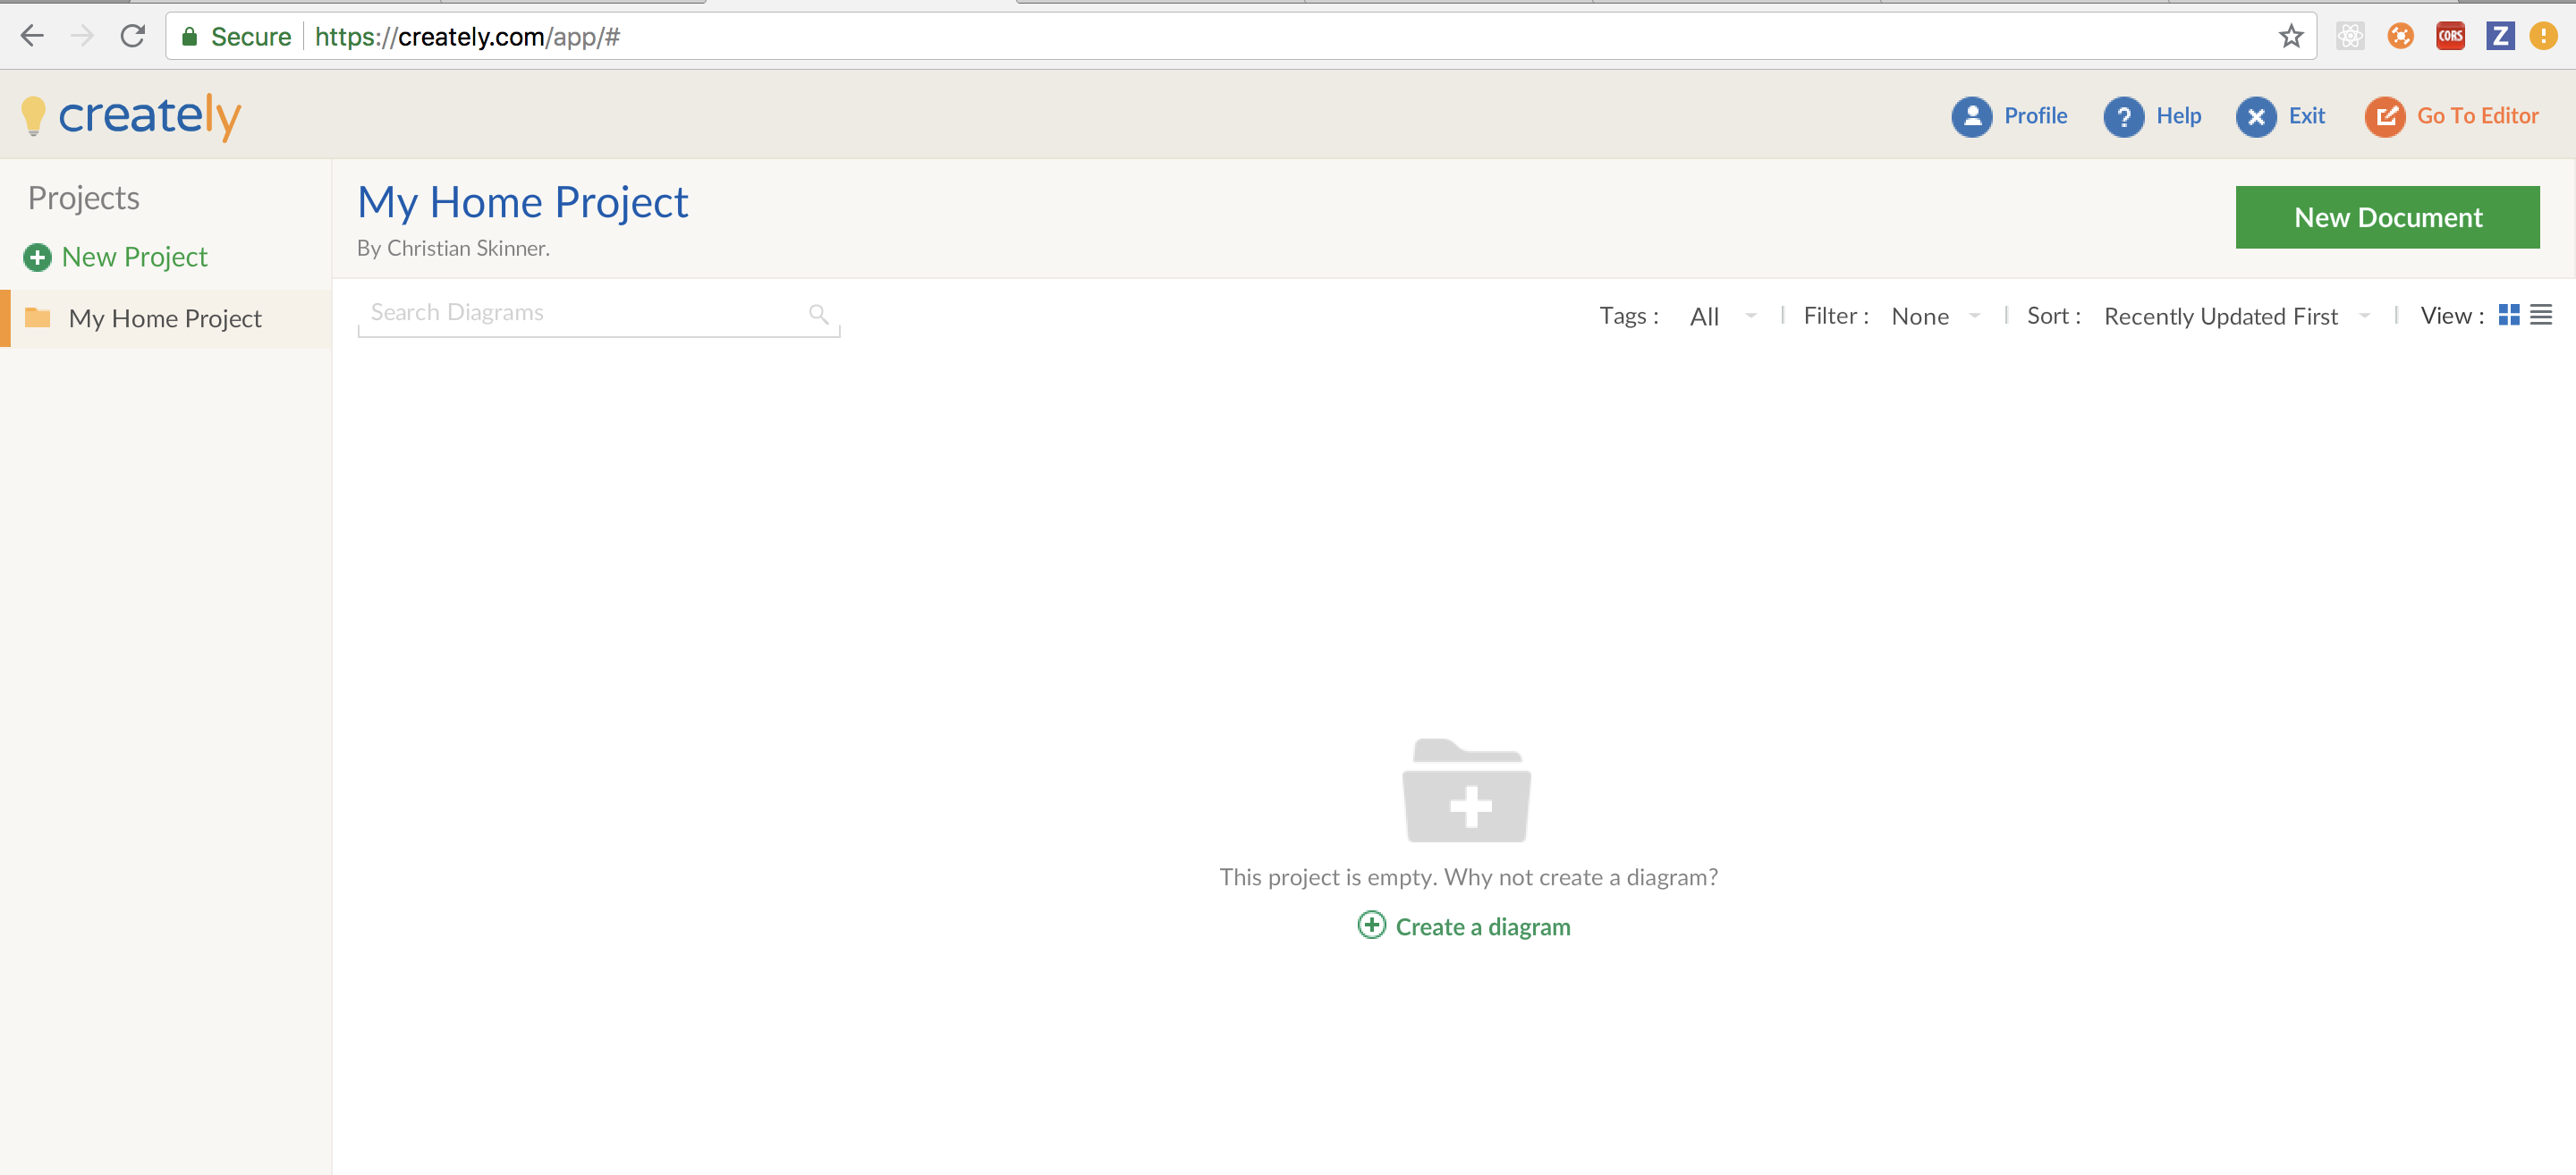 Secure https://creately.com/app/#
CORS Z
creately
Profile ? Help Exit Go To Editor
Projects
New Project
My Home Project
My Home Project
By Christian Skinner.
New Document
Search Diagrams
Tags : All Filter : None Sort : Recently Updated First View :
This project is empty. Why not create a diagram?
Create a diagram